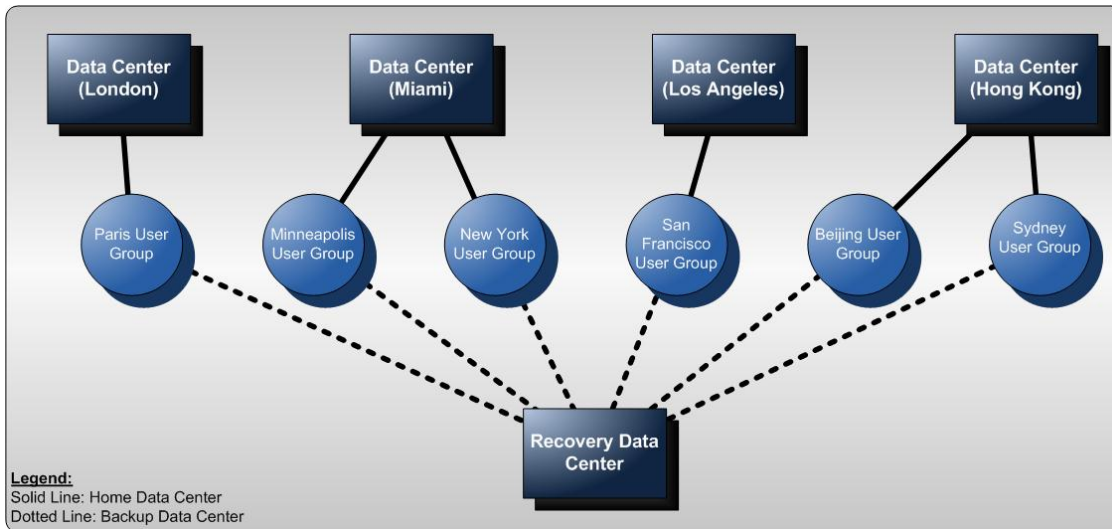 Data Center
(London)
Data Center
(Miami)
Data Center
(Los Angeles)
Data Center
(Hong Kong)
Paris User
Group
Minneapolis
User Group
New York
User Group
San
Francisco
User Group
Beijing User
Group
Sydney
User Group
Recovery Data
Center
Legend:
Solid Line: Home Data Center
Dotted Line: Backup Data Center